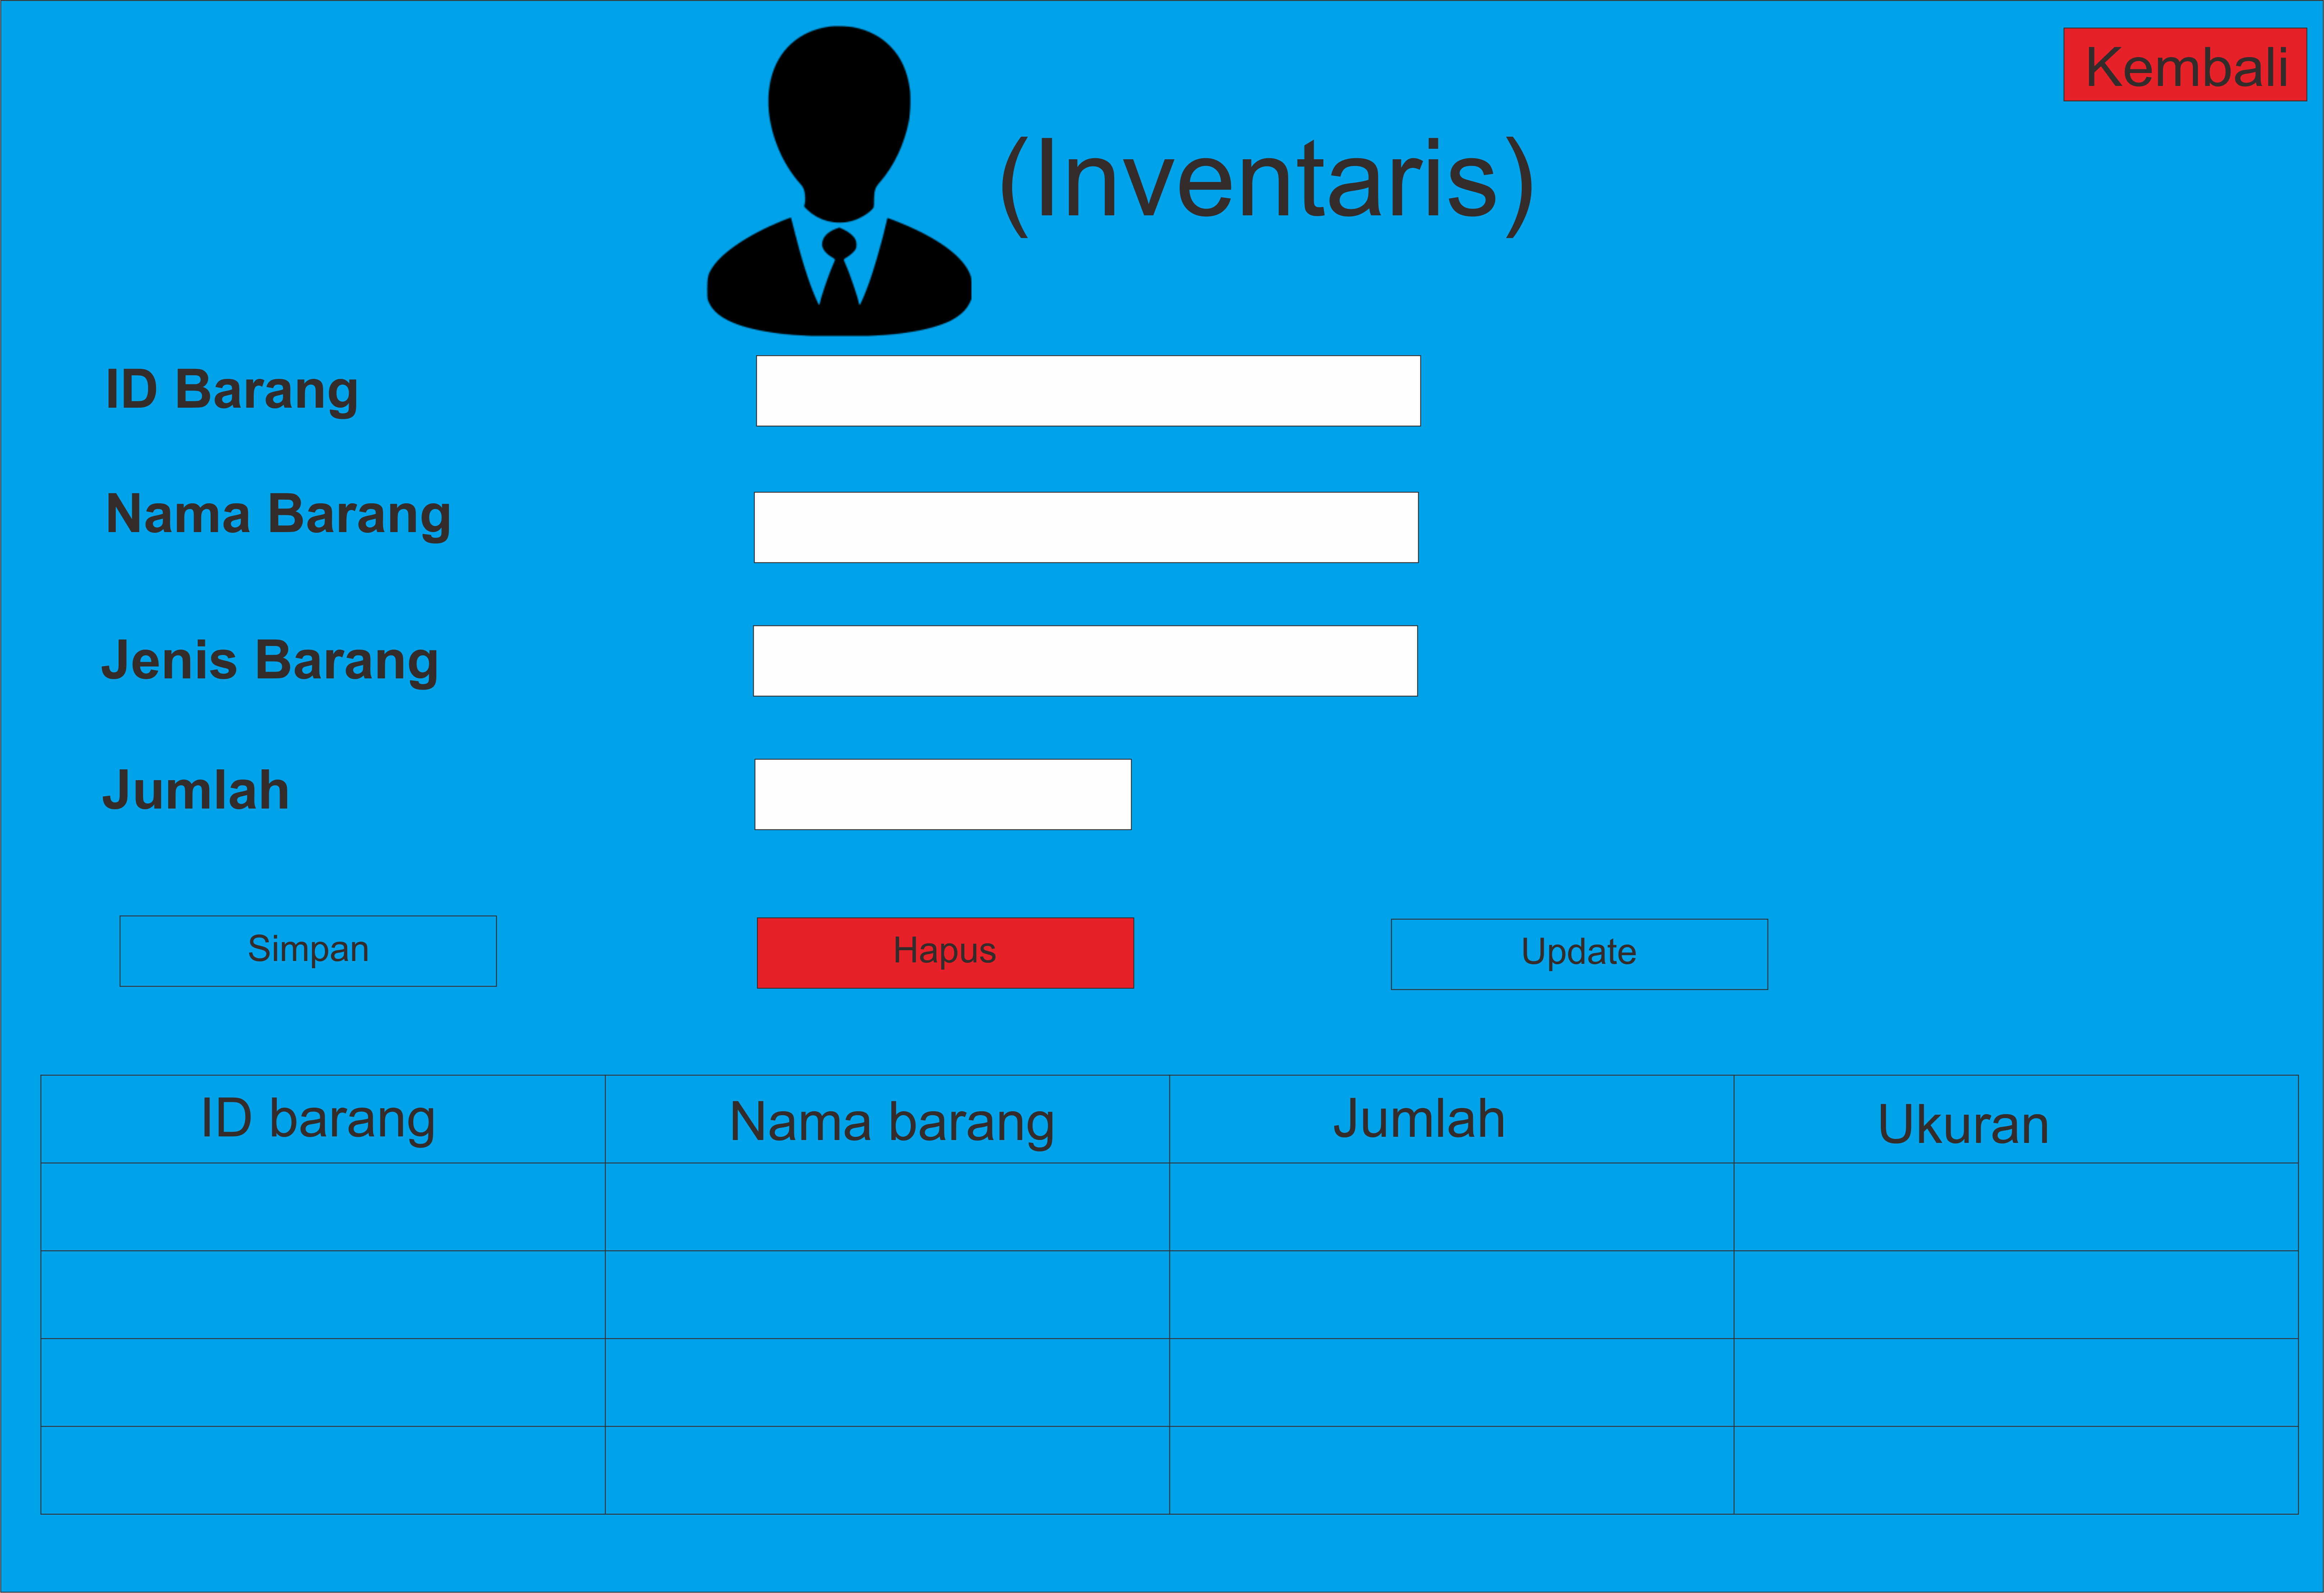 Kembali
(Inventaris)
ID Barang
Nama Barang
Jenis Barang
Jumlah
Simpan
Hapus
Update
ID barang
Nama barang
Jumlah
Ukuran